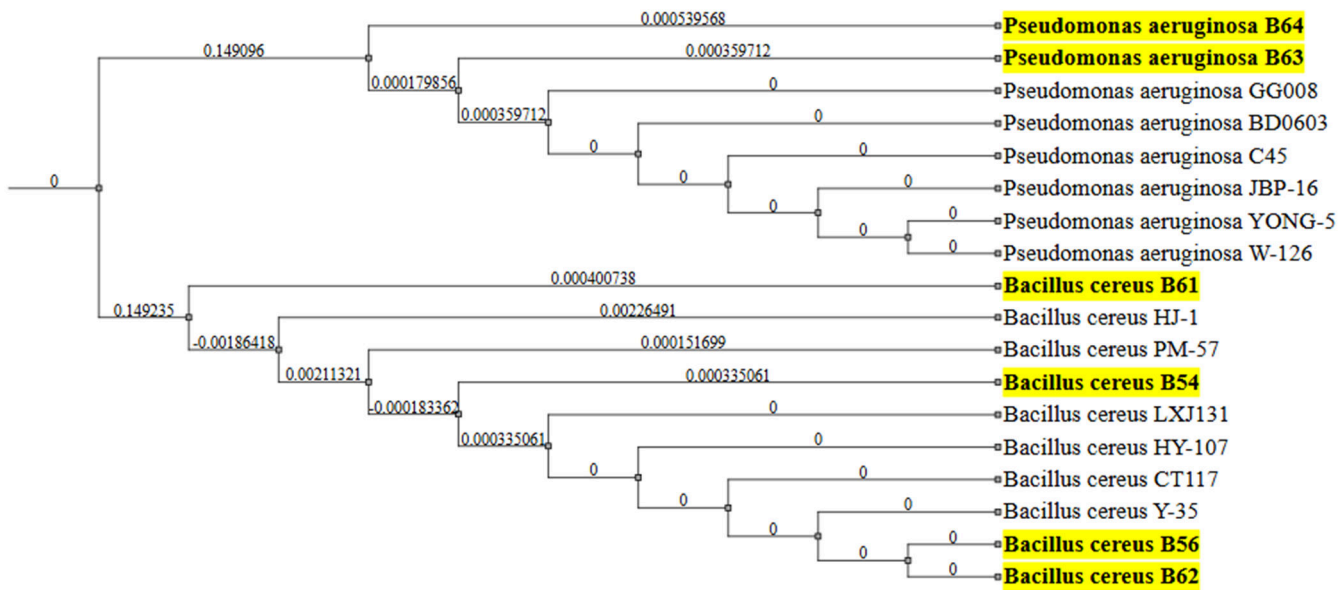 0.000539568
Pseudomonas aeruginosa B64
0.149096
0.000359712
Pseudomonas aeruginosa B63
0.000179856
0
Pseudomonas aeruginosa GG008
0.000359712
0
Pseudomonas aeruginosa BD0603
0
0
Pseudomonas aeruginosa C45
0
0
0
Pseudomonas aeruginosa JBP-16
0
0
Pseudomonas aeruginosa YONG-5
0
0
Pseudomonas aeruginosa W-126
0.000400738
Bacillus cereus B61
0.149235
0.00226491
Bacillus cereus HJ-1
-0.00186418
0.000151699
Bacillus cereus PM-57
0.00211321
0.000335061
Bacillus cereus B54
-0.000183362
0
Bacillus cereus LXJ131
0.000335061
0
Bacillus cereus HY-107
0
0
Bacillus cereus CT117
0
0
Bacillus cereus Y-35
0
0
Bacillus cereus B56
0
0
Bacillus cereus B62